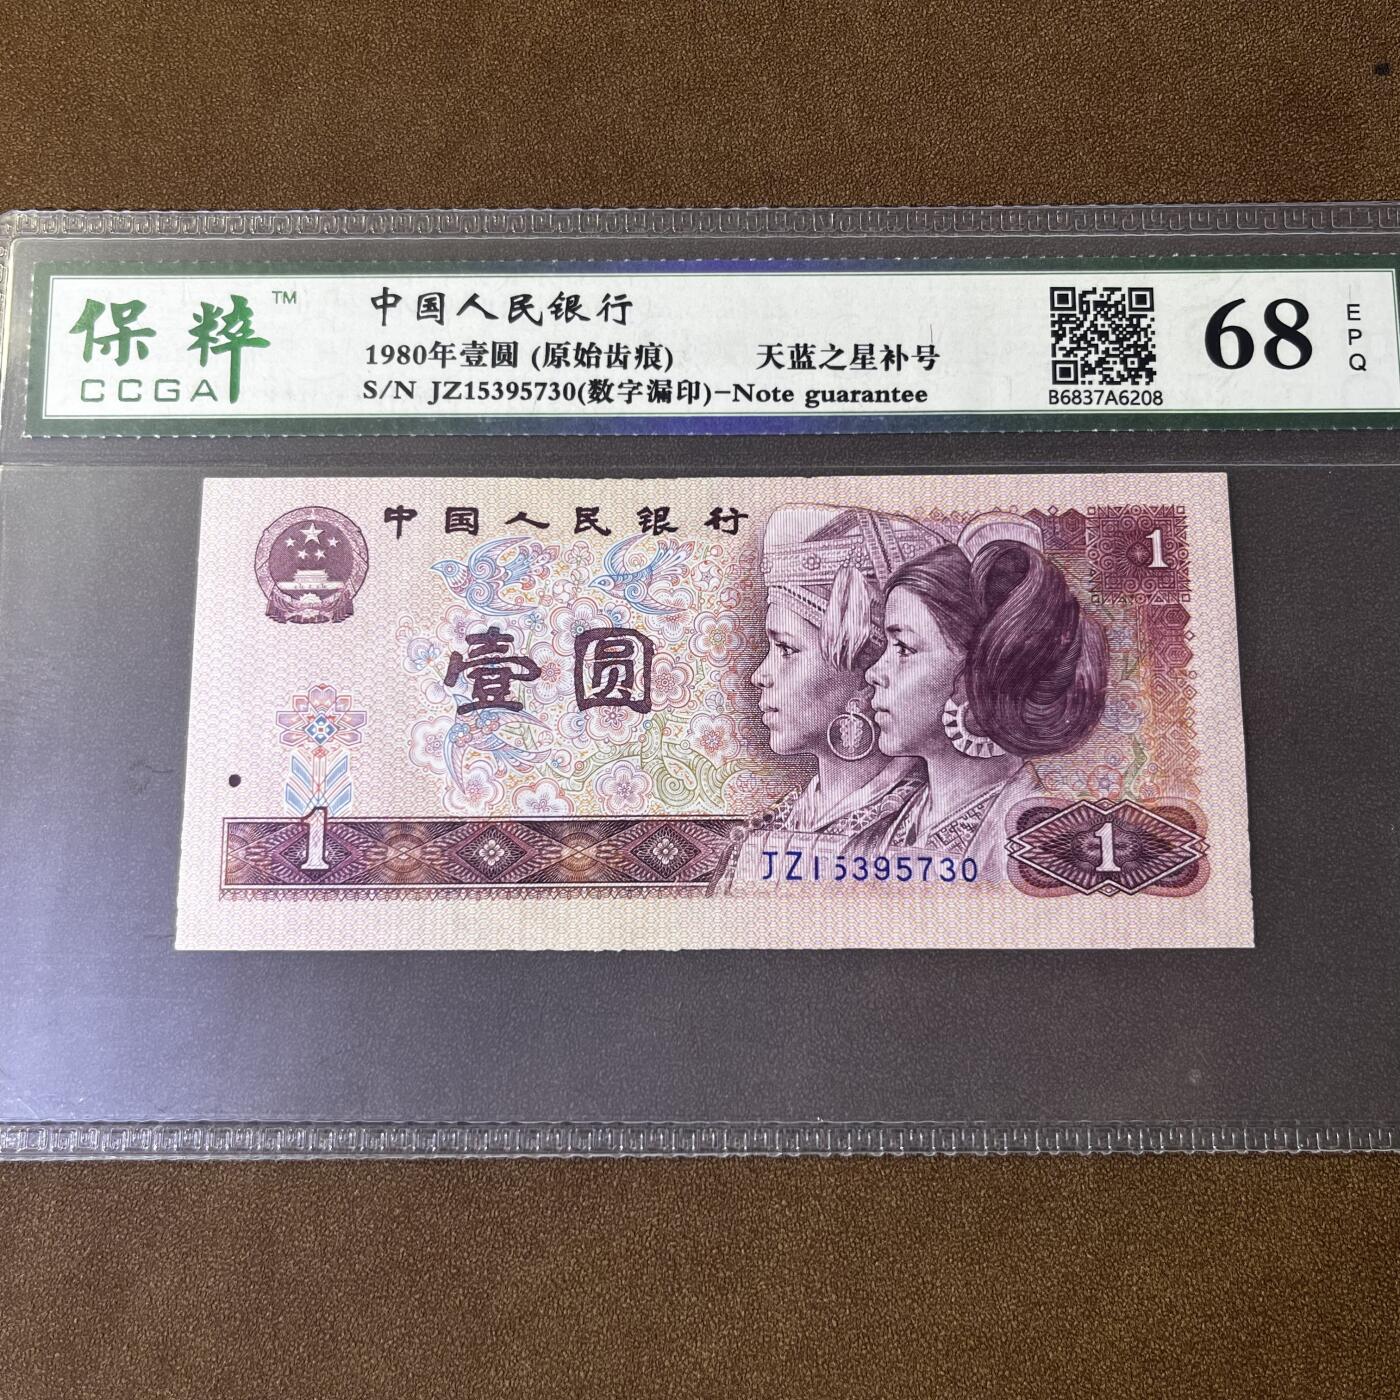 保粹™
CCGA
中国人民银行
1980年壹圆 (原始齿痕) 天蓝之星补号
S/N JZ15395730(数字漏印)-Note guarantee
B6837A6208
68
EPQ
中国人民银行
1
壹圆
1
JZ15395730
1